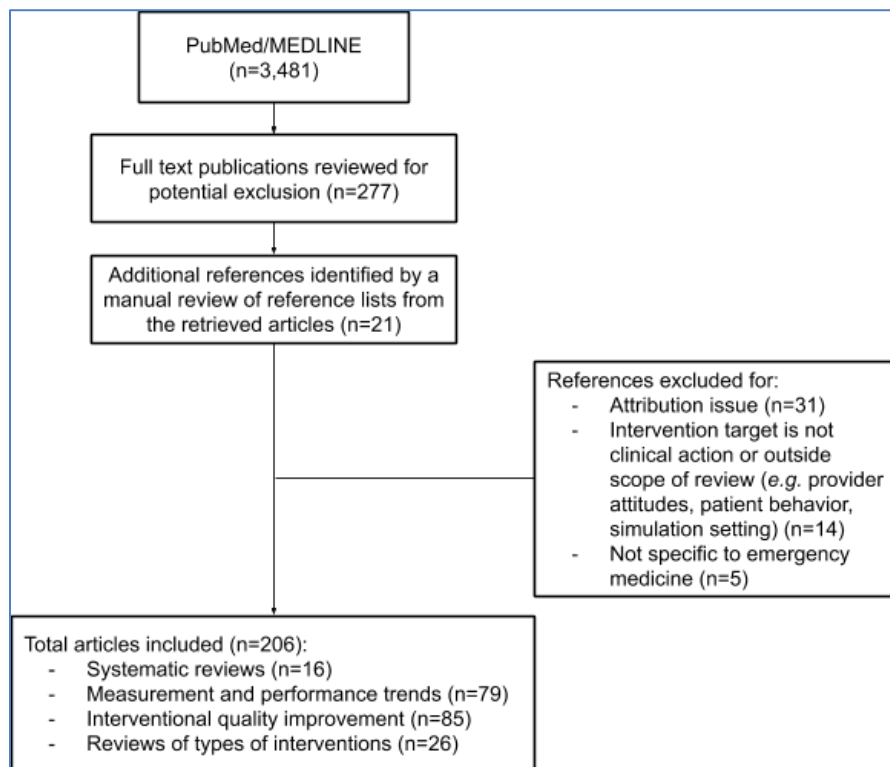 PubMed/MEDLINE
(n=3,481)
Full text publications reviewed for
potential exclusion (n=277)
Additional references identified by a
manual review of reference lists from
the retrieved articles (n=21)
References excluded for:
- Attribution issue (n=31)
- Intervention target is not
clinical action or outside
scope of review (e.g. provider
attitudes, patient behavior,
simulation setting) (n=14)
- Not specific to emergency
medicine (n=5)
Total articles included (n=206):
- Systematic reviews (n=16)
- Measurement and performance trends (n=79)
- Interventional quality improvement (n=85)
- Reviews of types of interventions (n=26)